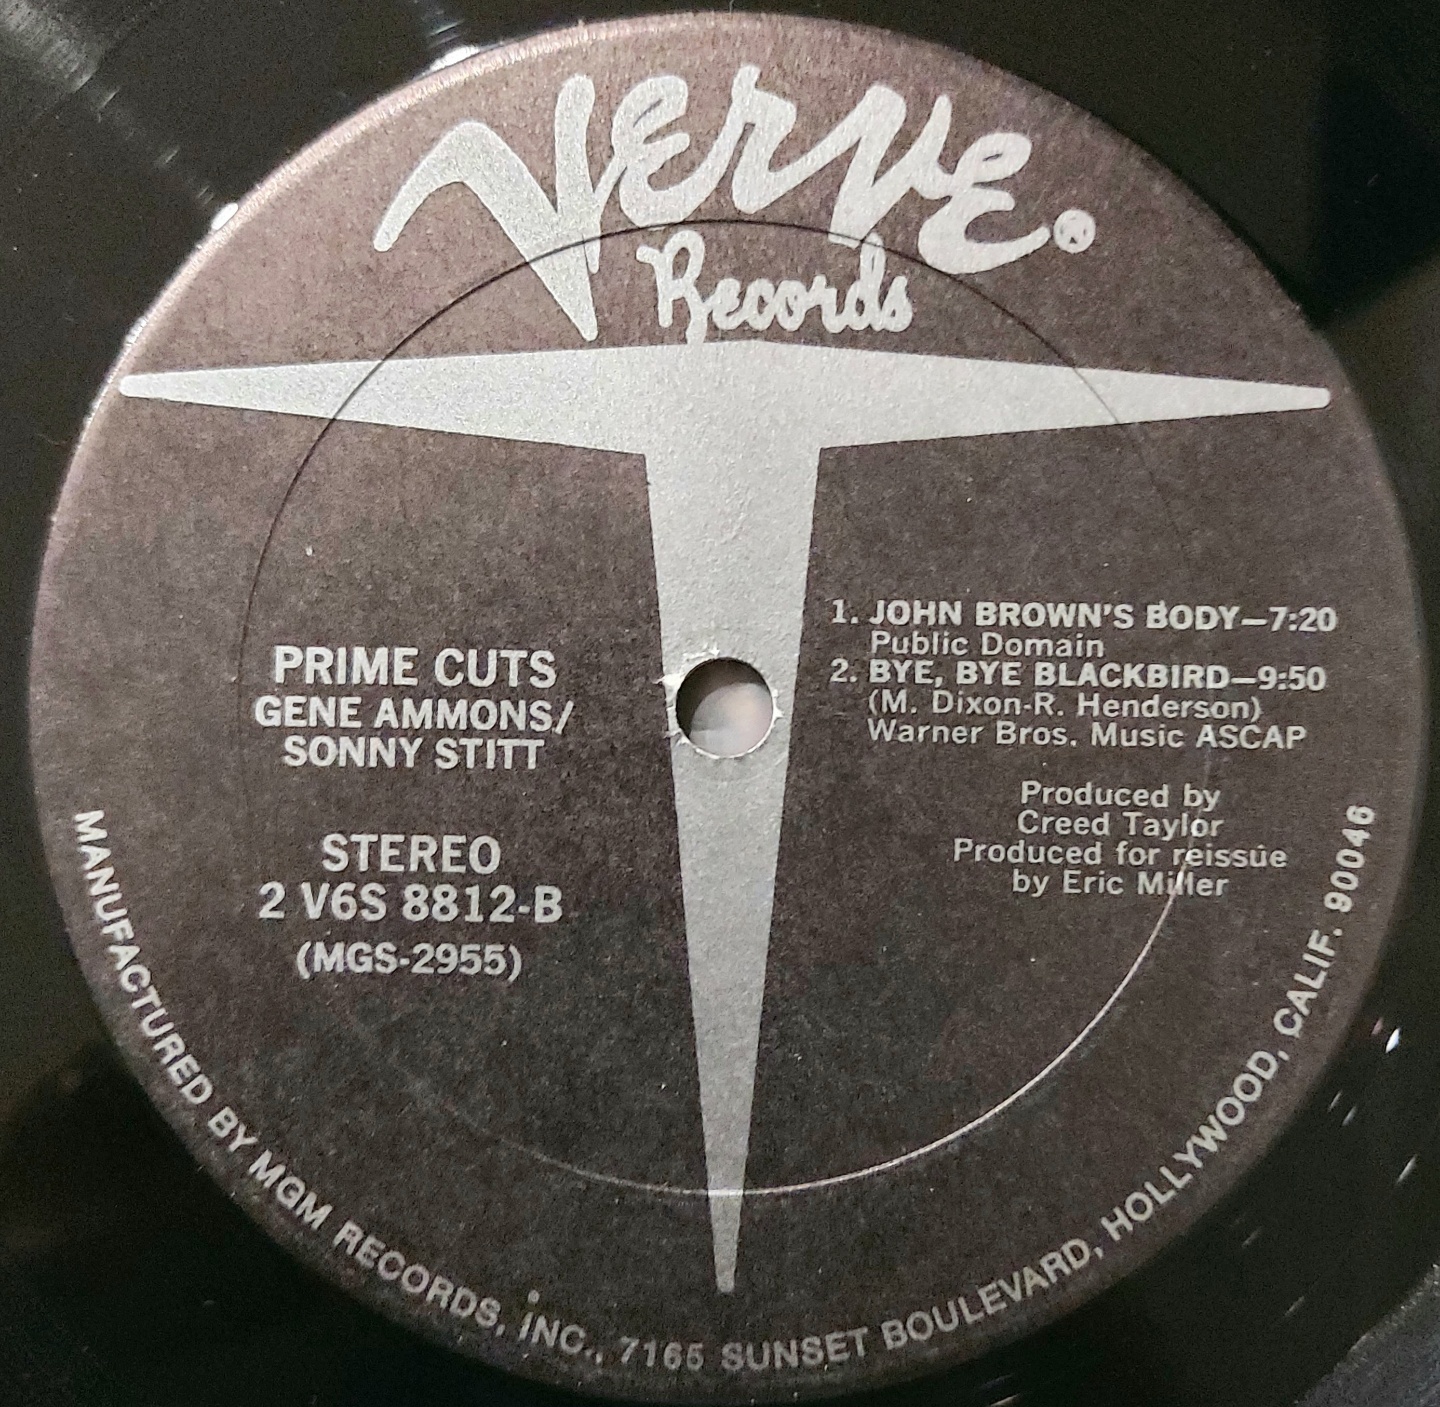 Verve®
Records
PRIME CUTS
GENE AMMONS/
SONNY STITT
STEREO
2 V6S 8812-B
(MGS-2955)
1. JOHN BROWN'S BODY—7:20
Public Domain
2. BYE, BYE BLACKBIRD—9:50
(M. Dixon-R. Henderson)
Warner Bros. Music ASCAP
Produced by
Creed Taylor
Produced for reissue
by Eric Miller
MANUFACTURED BY MGM RECORDS, INC., 7165 SUNSET BOULEVARD, HOLLYWOOD, CALIF. 90046